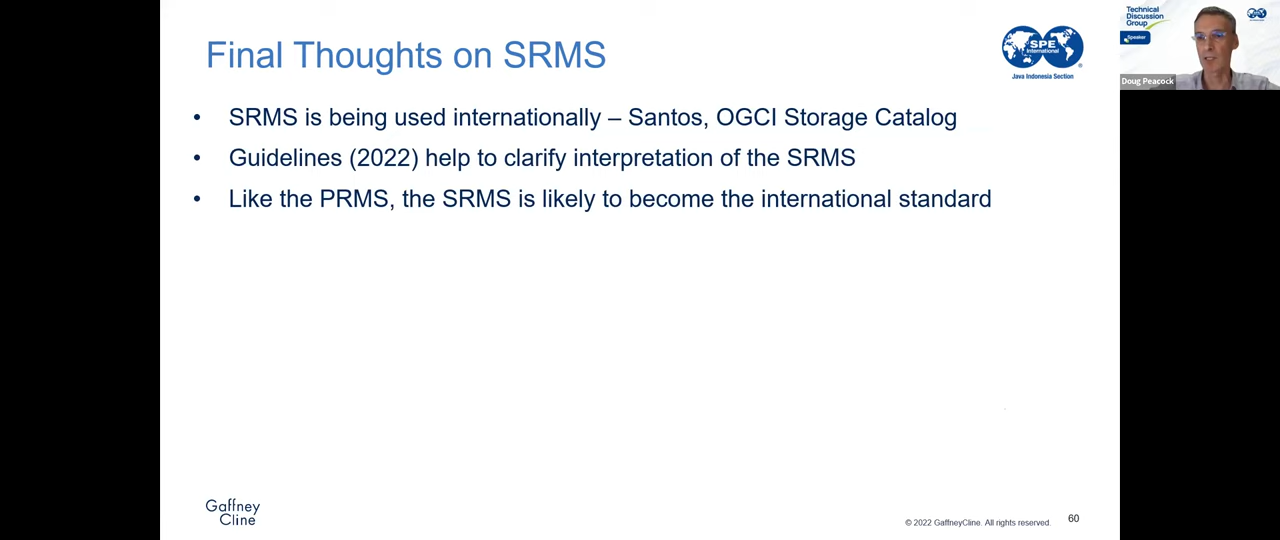 Final Thoughts on SRMS
SPE
International
®
Java Indonesia Section
• SRMS is being used internationally – Santos, OGCI Storage Catalog
• Guidelines (2022) help to clarify interpretation of the SRMS
• Like the PRMS, the SRMS is likely to become the international standard
Gaffney
Cline
© 2022 GaffneyCline. All rights reserved.
60
Technical
Discussion
Group
Speaker
Doug Peacock